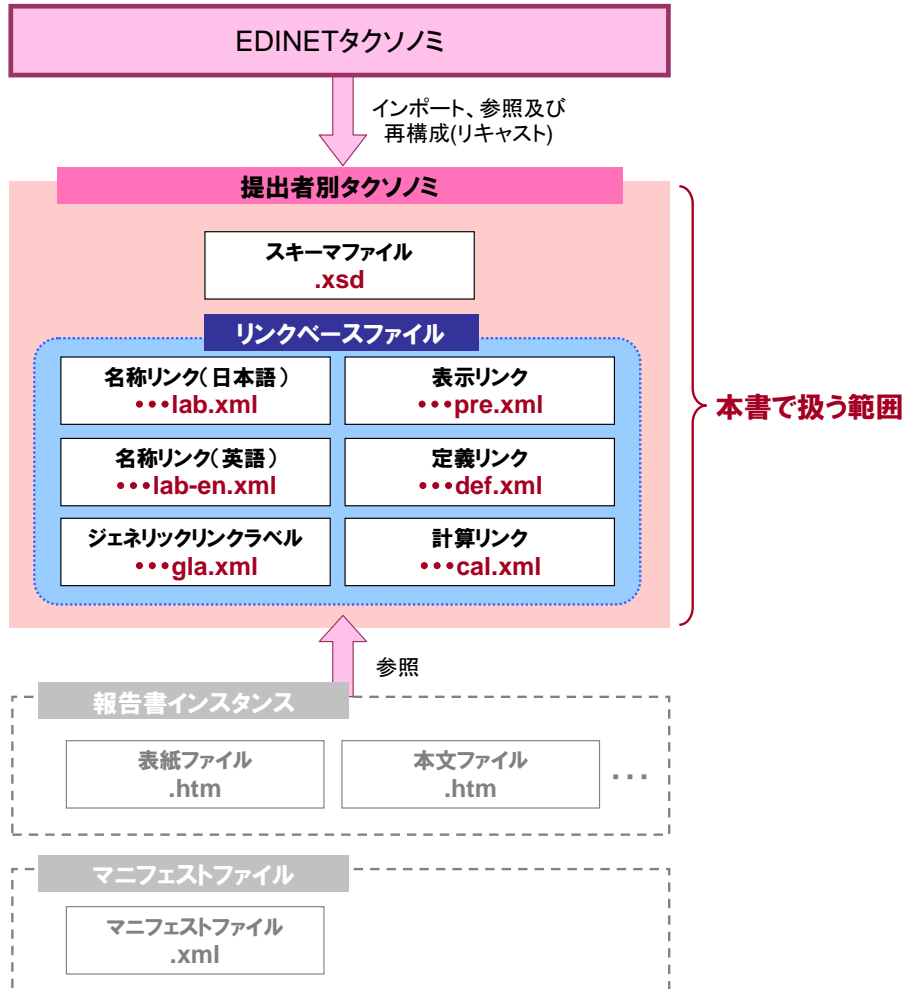 EDINETタクソノミ
インポート、参照及び
再構成(リキャスト)
提出者別タクソノミ
スキーマファイル
.xsd
リンクベースファイル
名称リンク(日本語)
•••lab.xml
表示リンク
•••pre.xml
名称リンク(英語)
•••lab-en.xml
定義リンク
•••def.xml
ジェネリックリンクラベル
•••gla.xml
計算リンク
•••cal.xml
本書で扱う範囲
参照
報告書インスタンス
表紙ファイル
.htm
本文ファイル
.htm
...
マニフェストファイル
マニフェストファイル
.xml